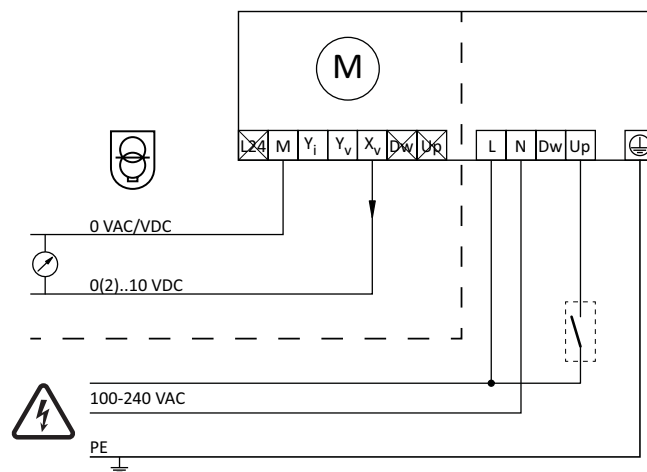 M
L24 M Yi Yv Xv Dw Up L N Dw Up
0 VAC/VDC
0(2)..10 VDC
100-240 VAC
PE